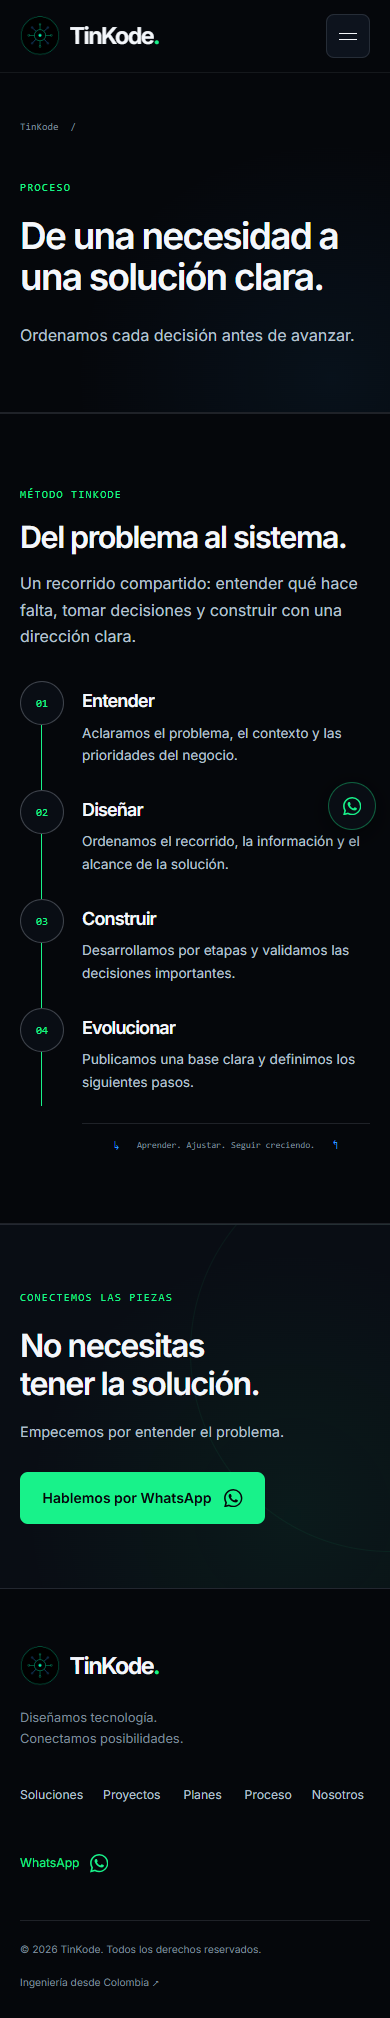 TinKode.
TinKode /
PROCESO
De una necesidad a
una solución clara.
Ordenamos cada decisión antes de avanzar.
MÉTODO TINKODE
Del problema al sistema.
Un recorrido compartido: entender qué hace
falta, tomar decisiones y construir con una
dirección clara.
01
Entender
Aclaramos el problema, el contexto y las
prioridades del negocio.
02
Diseñar
Ordenamos el recorrido, la información y el
alcance de la solución.
03
Construir
Desarrollamos por etapas y validamos las
decisiones importantes.
04
Evolucionar
Publicamos una base clara y definimos los
siguientes pasos.
↳ Aprender. Ajustar. Seguir creciendo. ↰
CONECTEMOS LAS PIEZAS
No necesitas
tener la solución.
Empecemos por entender el problema.
Hablemos por WhatsApp
TinKode.
Diseñamos tecnología.
Conectamos posibilidades.
Soluciones Proyectos Planes Proceso Nosotros
WhatsApp
© 2026 TinKode. Todos los derechos reservados.
Ingeniería desde Colombia ↗